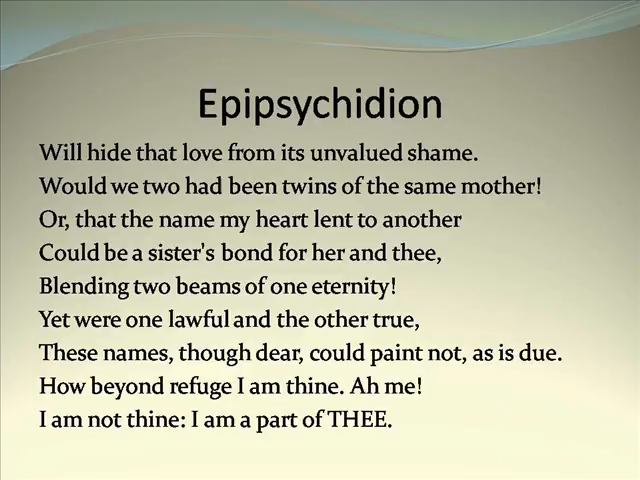 Epipsychidion
Will hide that love from its unvalued shame.
Would we two had been twins of the same mother!
Or, that the name my heart lent to another
Could be a sister's bond for her and thee,
Blending two beams of one eternity!
Yet were one lawful and the other true,
These names, though dear, could paint not, as is due.
How beyond refuge I am thine. Ah me!
I am not thine: I am a part of THEE.